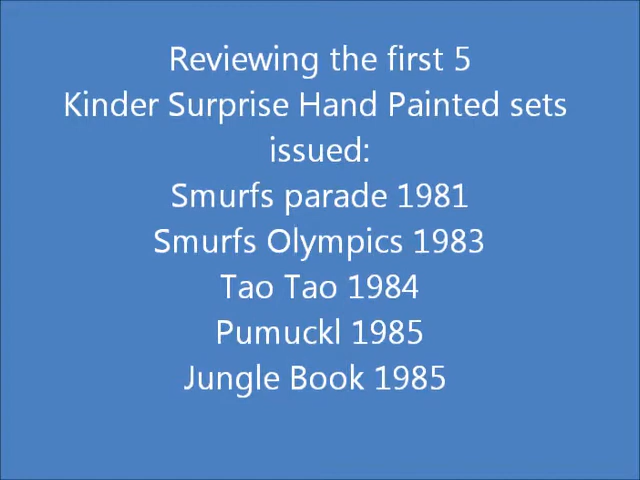 Reviewing the first 5
Kinder Surprise Hand Painted sets
issued:
Smurfs parade 1981
Smurfs Olympics 1983
Tao Tao 1984
Pumuckl 1985
Jungle Book 1985